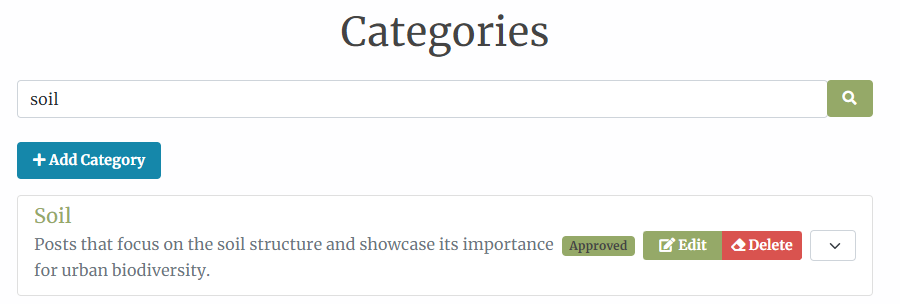 Categories
soil
Add Category
Soil
Posts that focus on the soil structure and showcase its importance Approved Edit Delete
for urban biodiversity.